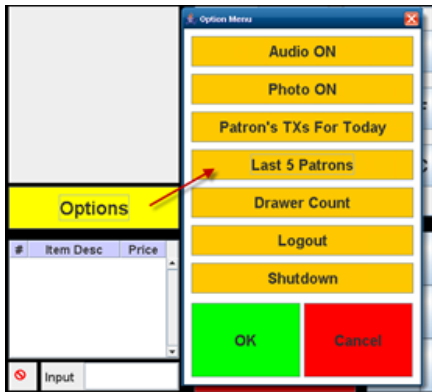 Option Menu
Audio ON
Photo ON
Patron's TXs For Today
Last 5 Patrons
Options
Drawer Count
Logout
# Item Desc Price
Shutdown
OK Cancel
Input